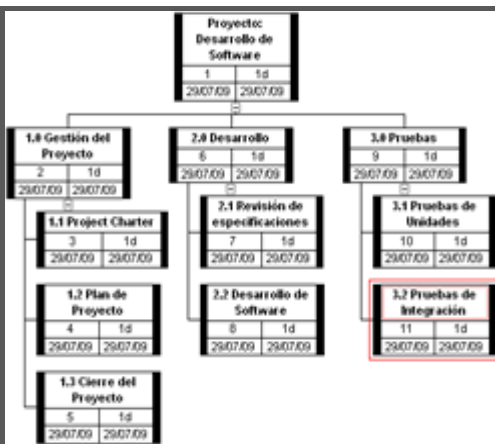 Proyecto:
Desarrollo de
Software
1 1d
29/07/09 29/07/09
1.0 Gestión del
Proyecto
2 1d
29/07/09 29/07/09
1.1 Project Charter
3 1d
29/07/09 29/07/09
1.2 Plan de
Proyecto
4 1d
29/07/09 29/07/09
1.3 Cierre del
Proyecto
5 1d
29/07/09 29/07/09
2.0 Desarrollo
6 1d
29/07/09 29/07/09
2.1 Revisión de
especificaciones
7 1d
29/07/09 29/07/09
2.2 Desarrollo de
Software
8 1d
29/07/09 29/07/09
3.0 Pruebas
9 1d
29/07/09 29/07/09
3.1 Pruebas de
Unidades
10 1d
29/07/09 29/07/09
3.2 Pruebas de
Integración
11 1d
29/07/09 29/07/09